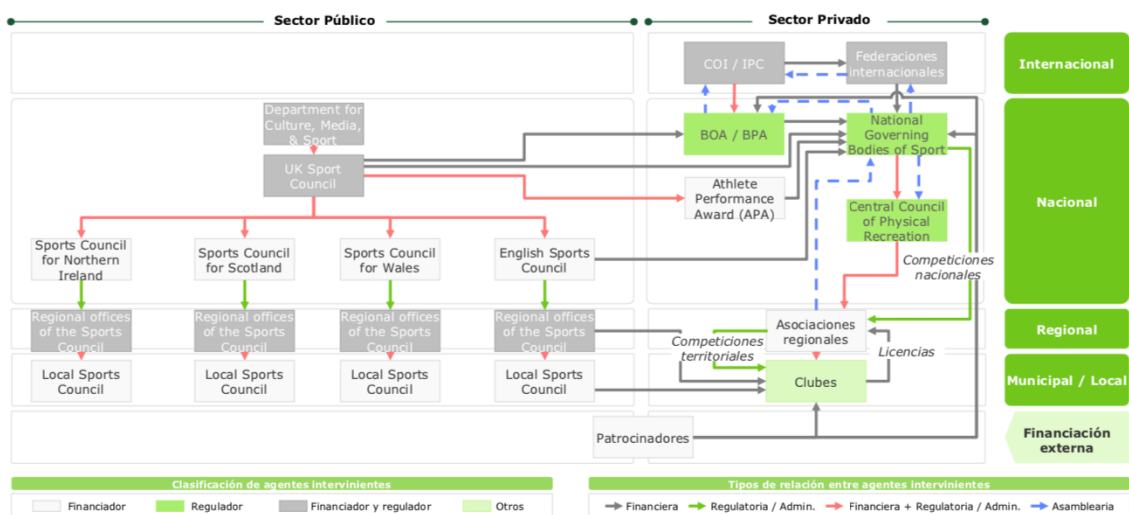 Sector Público
Sector Privado
COI / IPC
Federaciones
internacionales
Internacional
Department for
Culture, Media,
& Sport
BOA / BPA
National
Governing
Bodies of Sport
UK Sport
Council
Athlete
Performance
Award (APA)
Central Council
of Physical
Recreation
Nacional
Sports Council
for Northern
Ireland
Sports Council
for Scotland
Sports Council
for Wales
English Sports
Council
Competiciones
nacionales
Regional offices
of the Sports
Council
Regional offices
of the Sports
Council
Regional offices
of the Sports
Council
Regional offices
of the Sports
Council
Competiciones
territoriales
Asociaciones
regionales
Licencias
Regional
Local Sports
Council
Local Sports
Council
Local Sports
Council
Local Sports
Council
Clubes
Municipal / Local
Patrocinadores
Financiación
externa
Clasificación de agentes intervinientes
Financiador
Regulador
Financiador y regulador
Otros
Tipos de relación entre agentes intervinientes
Financiera
Regulatoria / Admin.
Financiera + Regulatoria / Admin.
Asamblearia